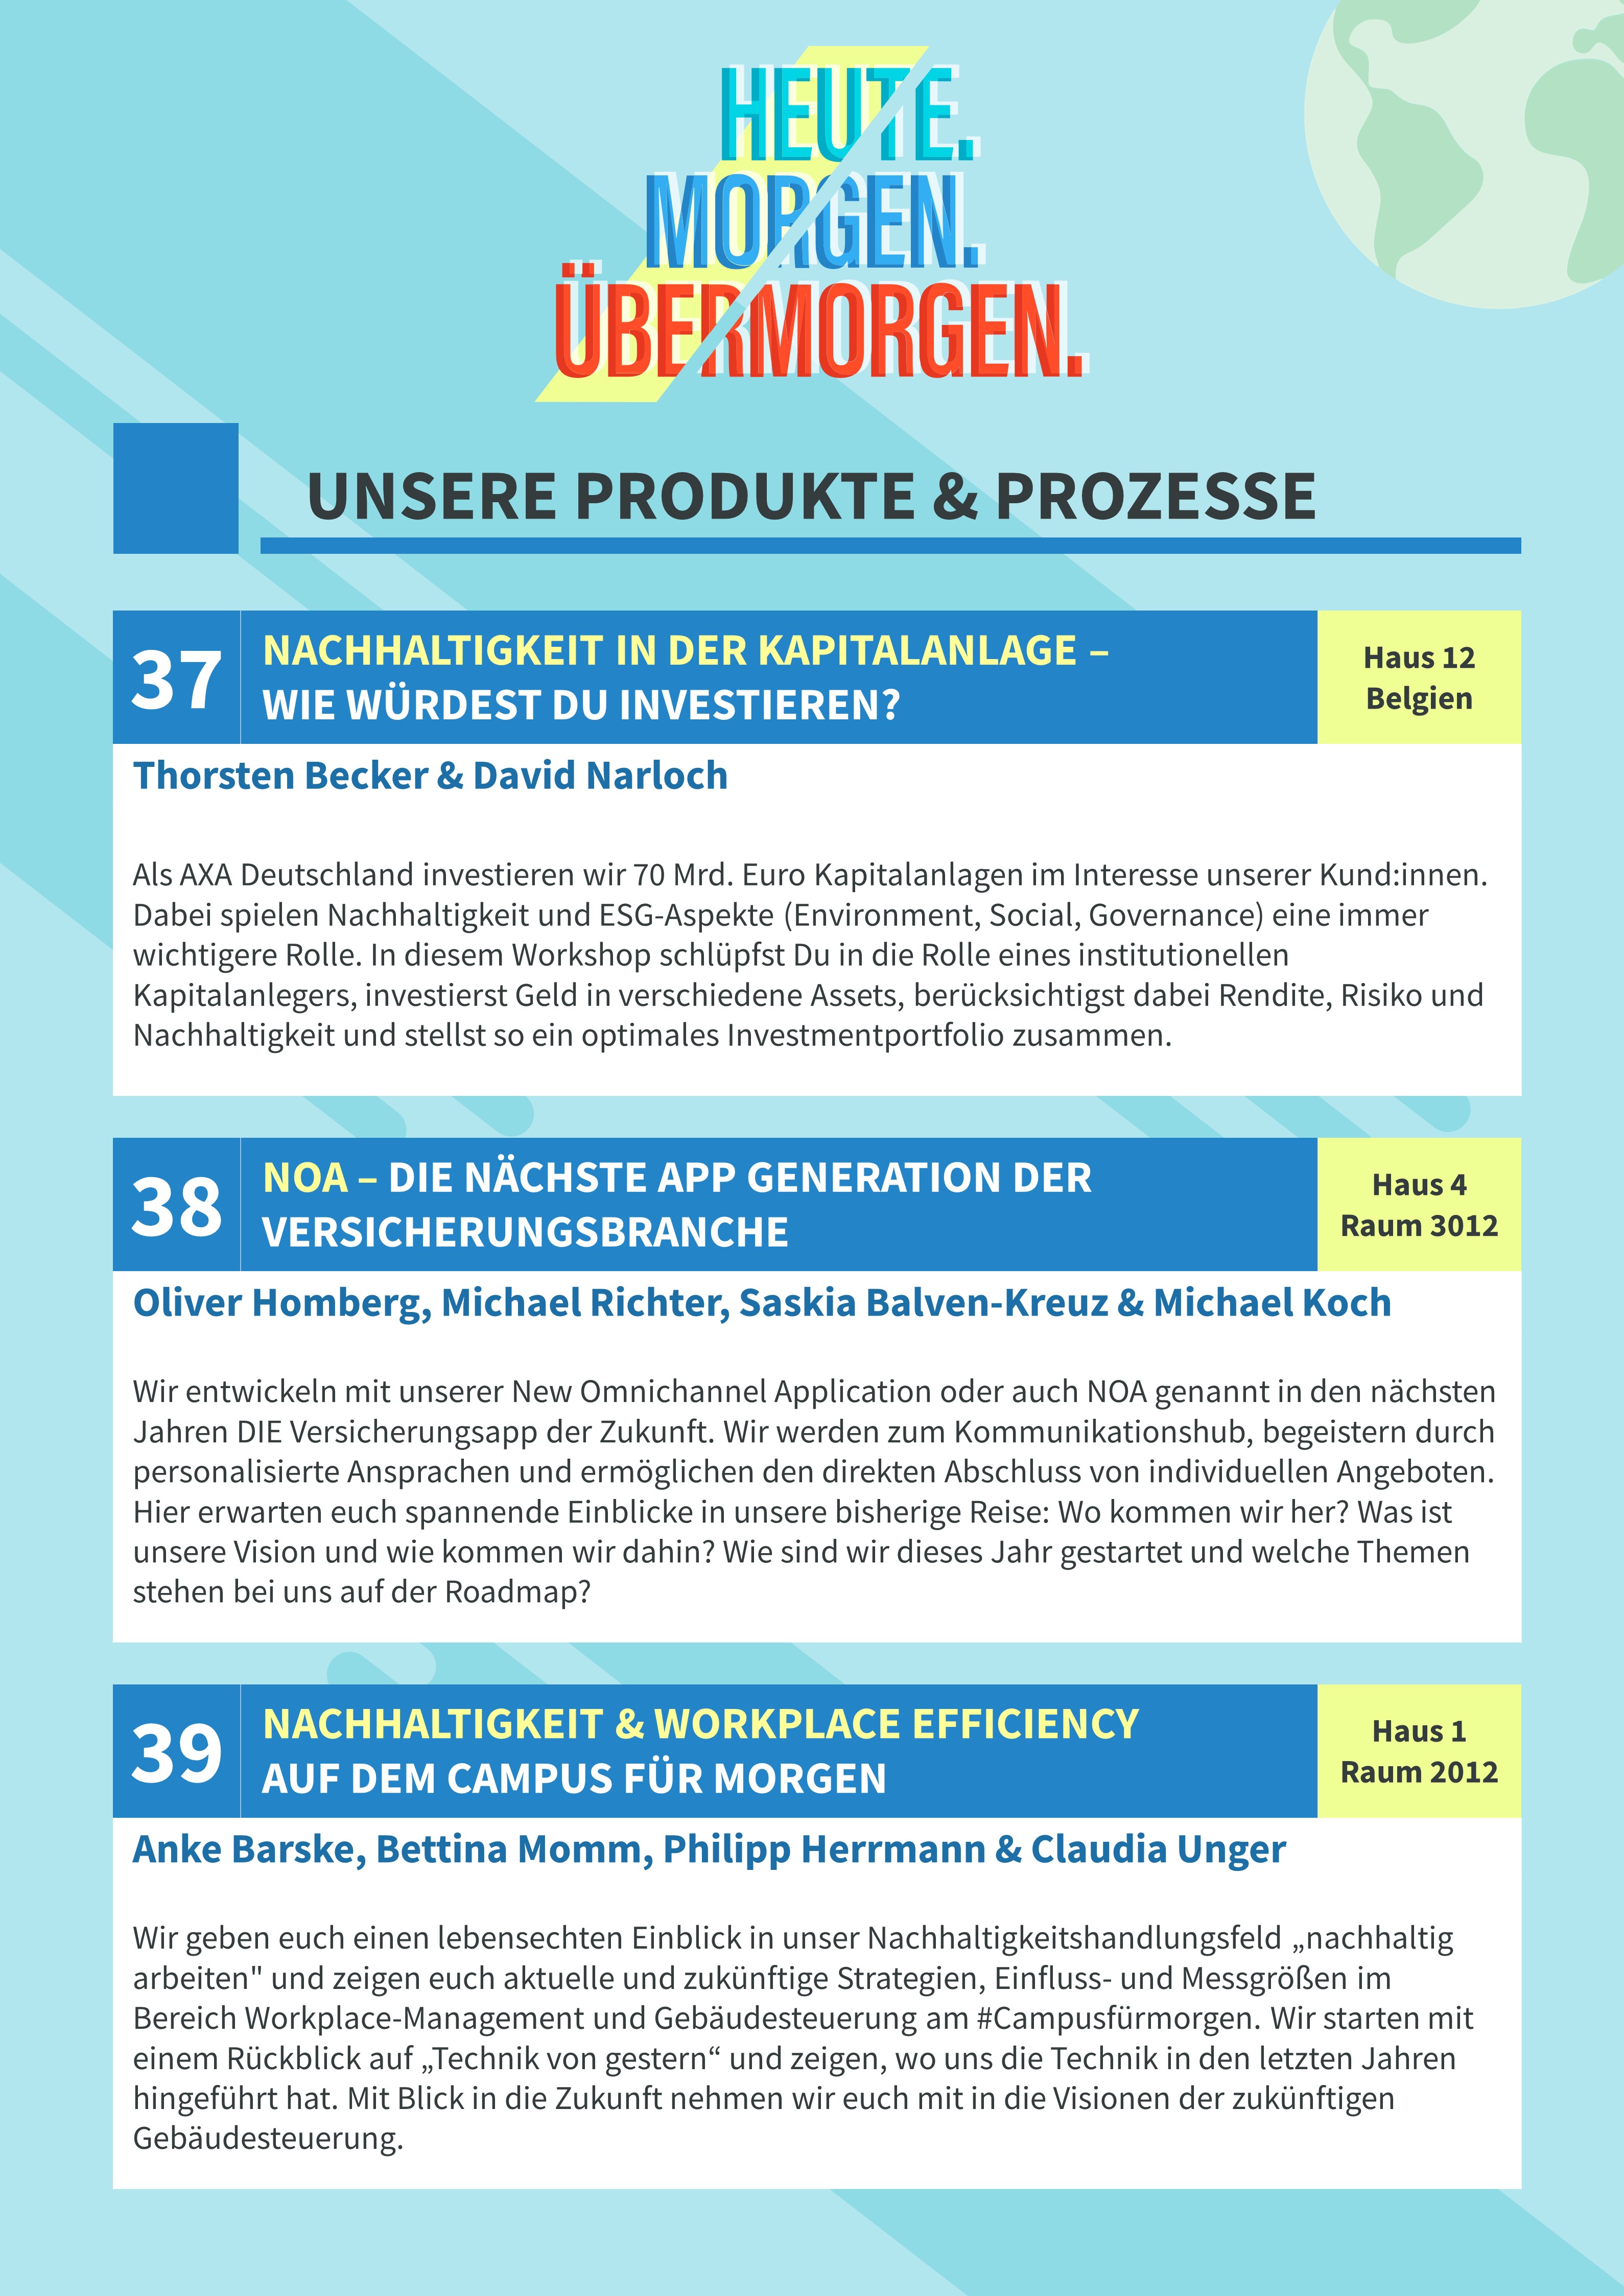 HEUTE.
MORGEN.
ÜBERMORGEN.
UNSERE PRODUKTE & PROZESSE
37
NACHHALTIGKEIT IN DER KAPITALANLAGE –
WIE WÜRDEST DU INVESTIEREN?
Haus 12
Belgien
Thorsten Becker & David Narloch
Als AXA Deutschland investieren wir 70 Mrd. Euro Kapitalanlagen im Interesse unserer Kund:innen.
Dabei spielen Nachhaltigkeit und ESG-Aspekte (Environment, Social, Governance) eine immer
wichtigere Rolle. In diesem Workshop schlüpfst Du in die Rolle eines institutionellen
Kapitalanlegers, investierst Geld in verschiedene Assets, berücksichtigst dabei Rendite, Risiko und
Nachhaltigkeit und stellst so ein optimales Investmentportfolio zusammen.
38
NOA – DIE NÄCHSTE APP GENERATION DER
VERSICHERUNGSBRANCHE
Haus 4
Raum 3012
Oliver Homberg, Michael Richter, Saskia Balven-Kreuz & Michael Koch
Wir entwickeln mit unserer New Omnichannel Application oder auch NOA genannt in den nächsten
Jahren DIE Versicherungsapp der Zukunft. Wir werden zum Kommunikationshub, begeistern durch
personalisierte Ansprachen und ermöglichen den direkten Abschluss von individuellen Angeboten.
Hier erwarten euch spannende Einblicke in unsere bisherige Reise: Wo kommen wir her? Was ist
unsere Vision und wie kommen wir dahin? Wie sind wir dieses Jahr gestartet und welche Themen
stehen bei uns auf der Roadmap?
39
NACHHALTIGKEIT & WORKPLACE EFFICIENCY
AUF DEM CAMPUS FÜR MORGEN
Haus 1
Raum 2012
Anke Barske, Bettina Momm, Philipp Herrmann & Claudia Unger
Wir geben euch einen lebensechten Einblick in unser Nachhaltigkeitshandlungsfeld „nachhaltig
arbeiten" und zeigen euch aktuelle und zukünftige Strategien, Einfluss- und Messgrößen im
Bereich Workplace-Management und Gebäudesteuerung am #Campusfürmorgen. Wir starten mit
einem Rückblick auf „Technik von gestern“ und zeigen, wo uns die Technik in den letzten Jahren
hingeführt hat. Mit Blick in die Zukunft nehmen wir euch mit in die Visionen der zukünftigen
Gebäudesteuerung.